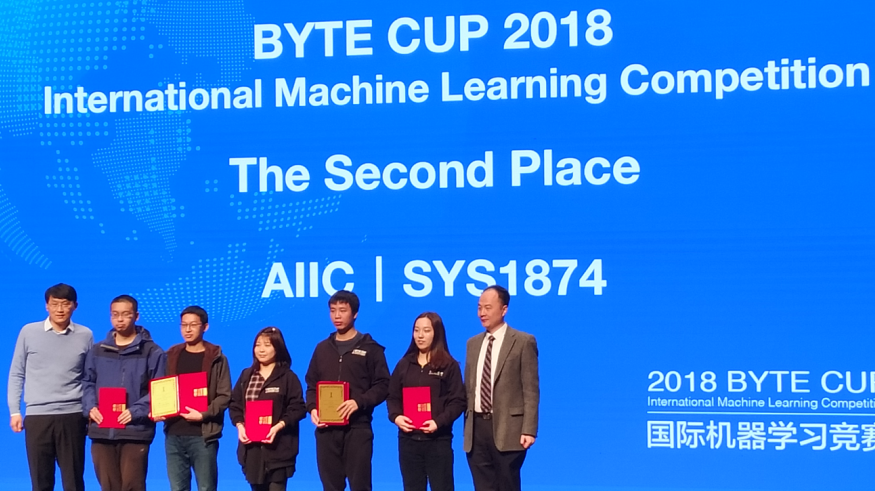 BYTE CUP 2018
International Machine Learning Competition
The Second Place
AIIC | SYS1874
2018 BYTE CUP
International Machine Learning Competiti
国际机器学习竞赛